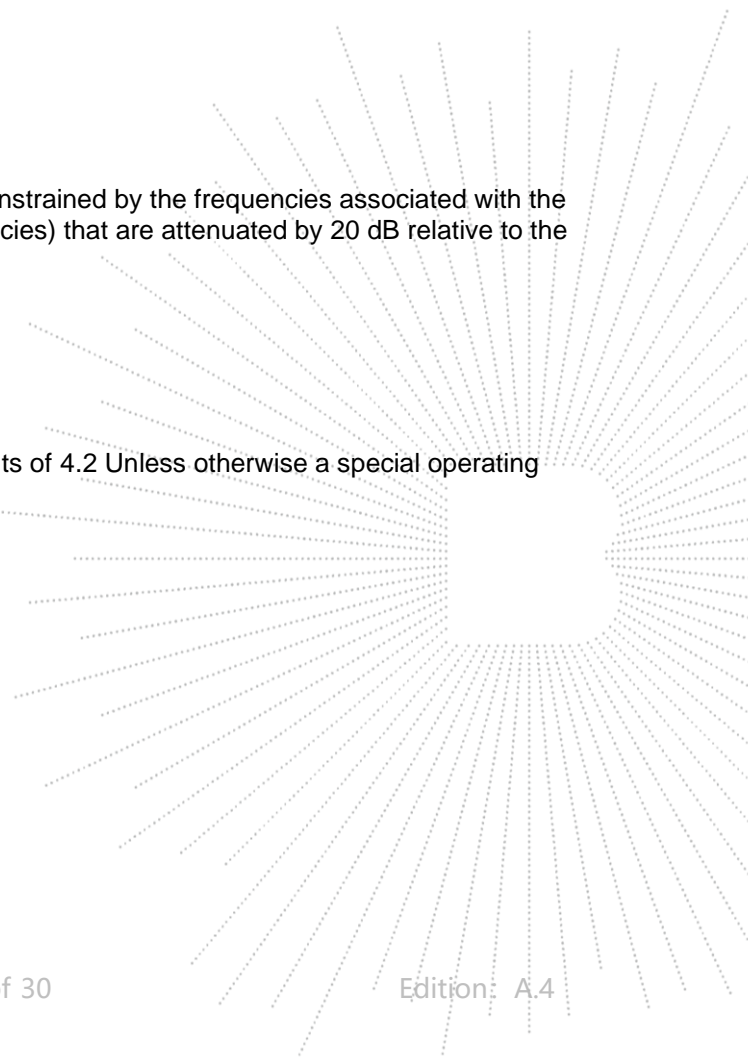 nstrained by the frequencies associated with the
cies) that are attenuated by 20 dB relative to the
ts of 4.2 Unless otherwise a special operating
f 30 Edition: A.4